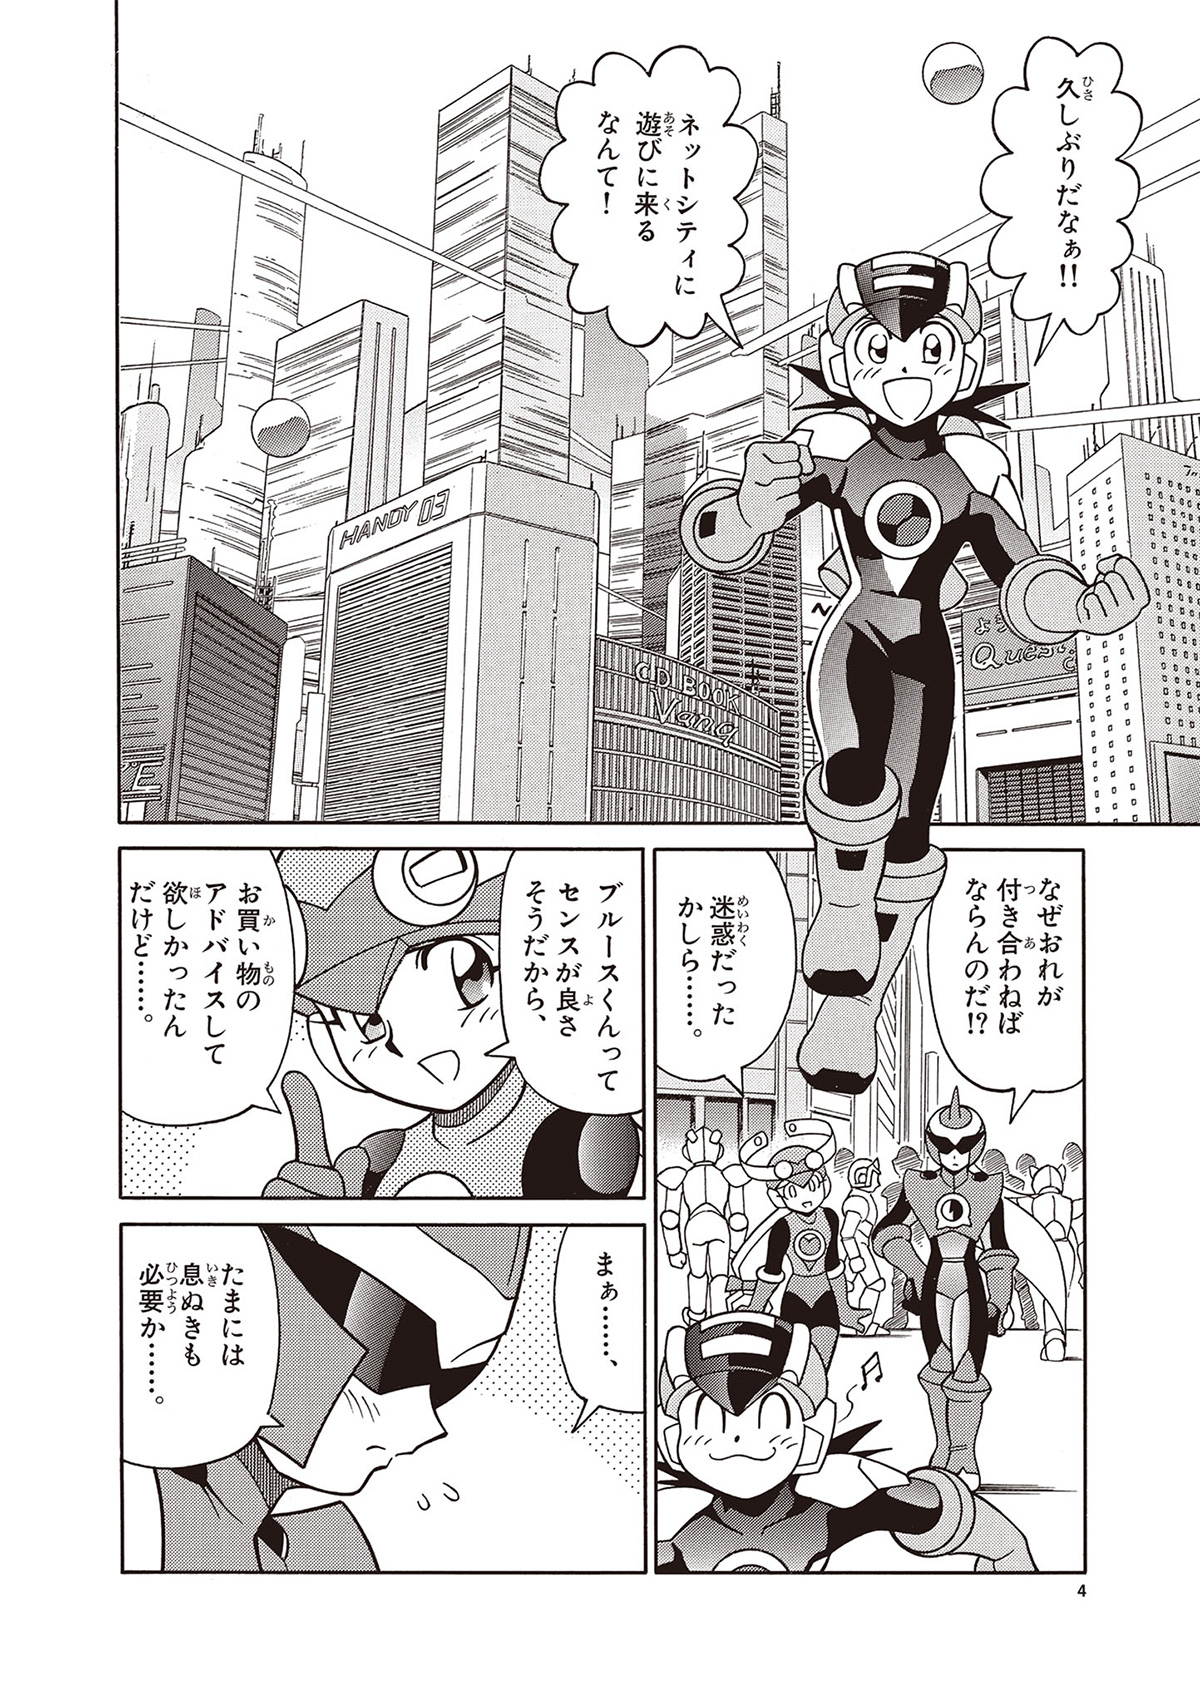 久しぶりだなぁ!!
ネットシティに
遊びに来る
なんて!
HANDY 03
CD BOOK
Vang
なぜおれが
付き合わねば
ならんのだ!?
迷惑だった
かしら……。
ブルースくんって
センスが良さ
そうだから、
お買い物の
アドバイスして
欲しかったん
だけど……。
まぁ……、
たまには
息ぬきも
必要か……。
4